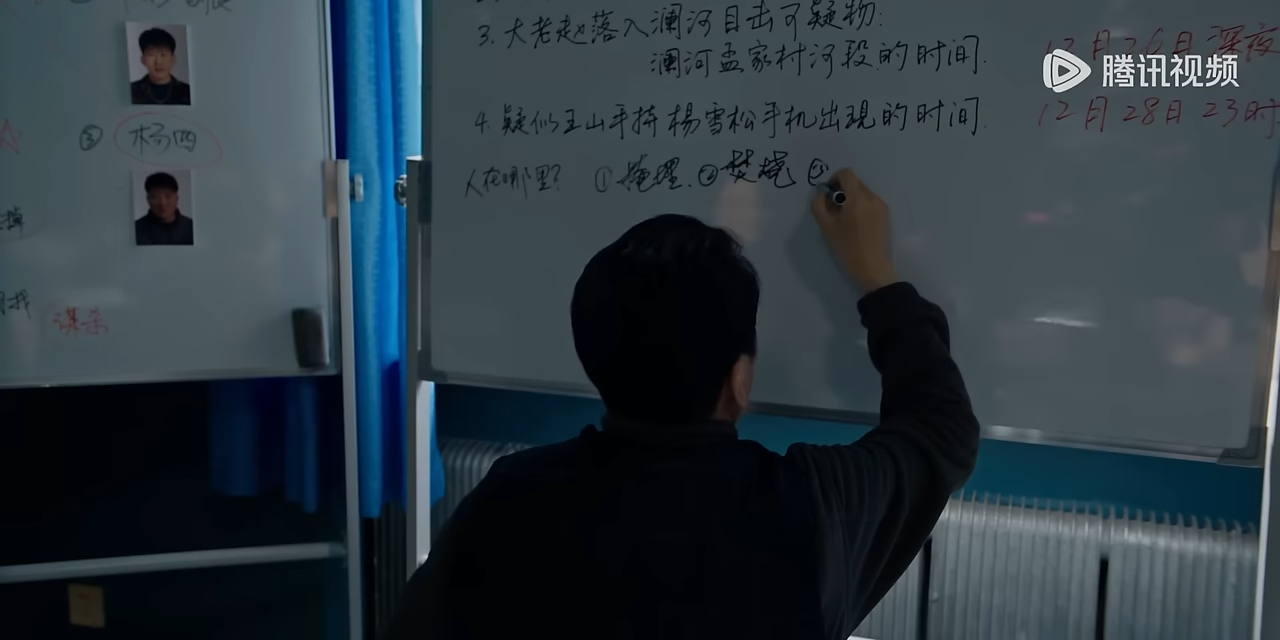 ② 杨四
谋杀
3. 大老赵落入澜河目击可疑物:
澜河孟家村河段的时间.
12月26日深夜
4. 疑似王山手持杨雪松手机出现的时间.
12月28日23时
人在哪里? ①掩埋. ②焚烧 ③
腾讯视频